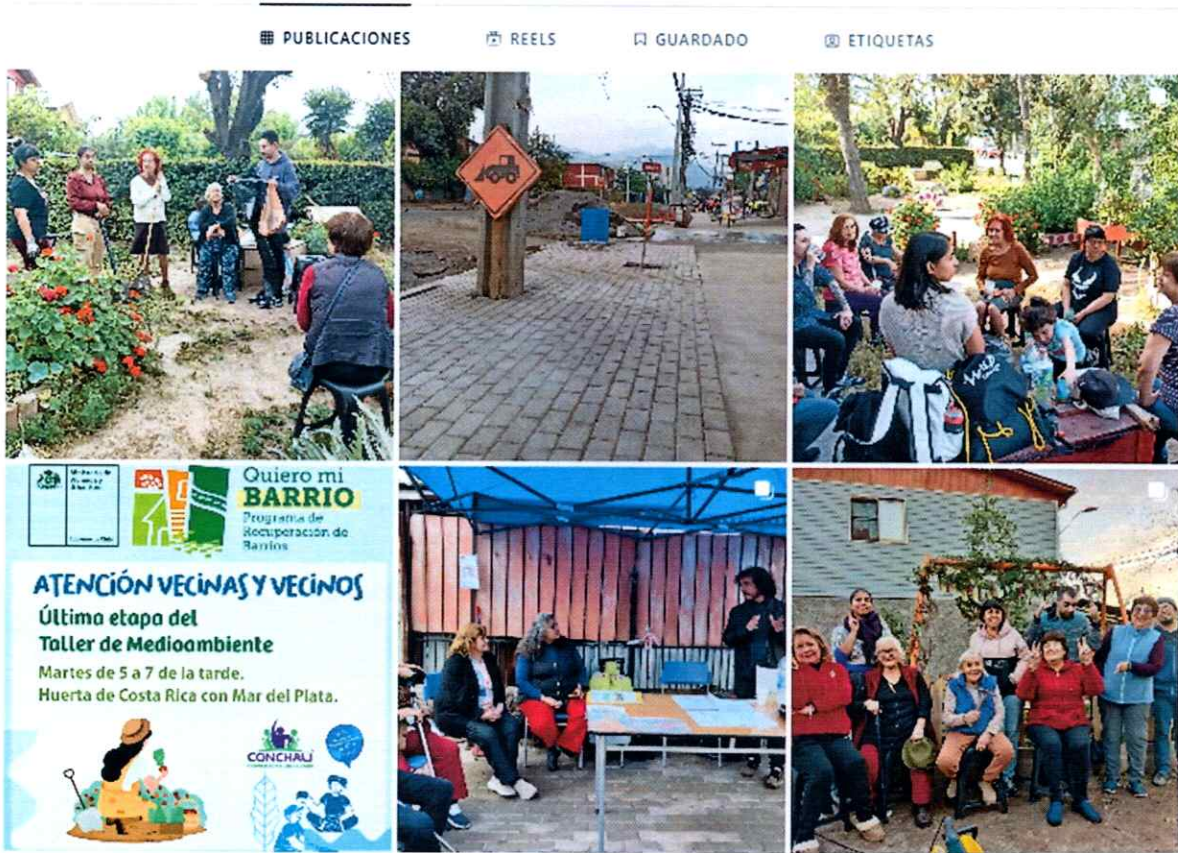 PUBLICACIONES
REELS
GUARDADO
ETIQUETAS
Quiero mi
BARRIO
Programa de
Recuperación de
Barrios
ATENCIÓN VECINAS Y VECINOS
Última etapa del
Taller de Medioambiente
Martes de 5 a 7 de la tarde.
Huerta de Costa Rica con Mar del Plata.
CONCHALÍ